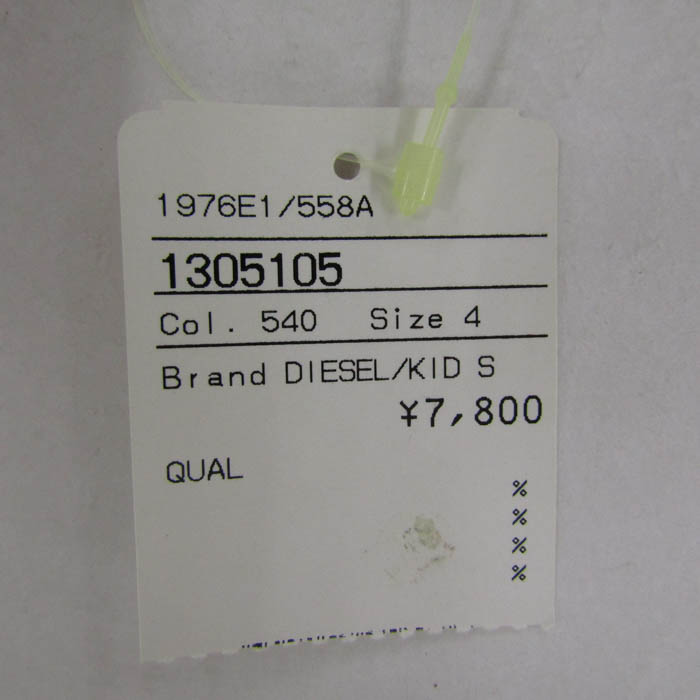 1976E1/558A
1305105
Col. 540 Size 4
Brand DIESEL/KID S
¥7,800
QUAL
%
%
%
%